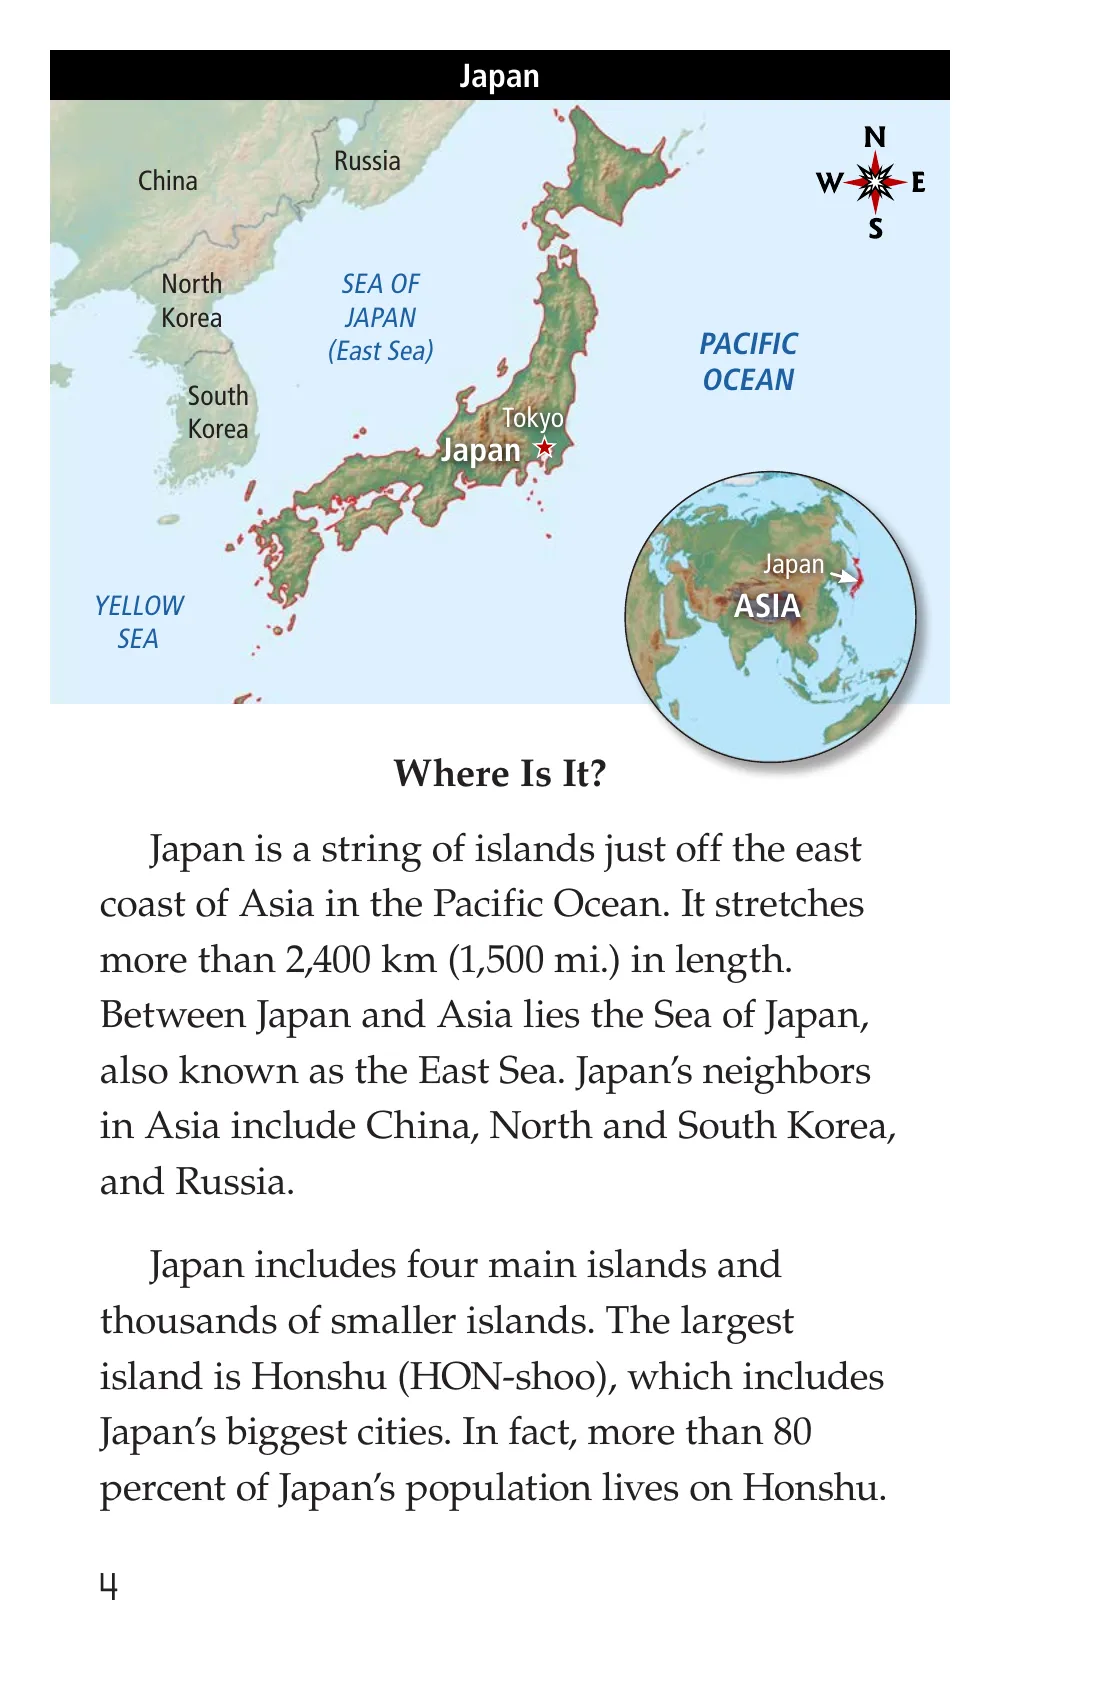 Japan
N
W E
S
China
Russia
North
Korea
SEA OF
JAPAN
(East Sea)
PACIFIC
OCEAN
South
Korea
Tokyo
Japan
Japan
ASIA
YELLOW
SEA
Where Is It?
Japan is a string of islands just off the east
coast of Asia in the Pacific Ocean. It stretches
more than 2,400 km (1,500 mi.) in length.
Between Japan and Asia lies the Sea of Japan,
also known as the East Sea. Japan’s neighbors
in Asia include China, North and South Korea,
and Russia.
Japan includes four main islands and
thousands of smaller islands. The largest
island is Honshu (HON-shoo), which includes
Japan’s biggest cities. In fact, more than 80
percent of Japan’s population lives on Honshu.
4